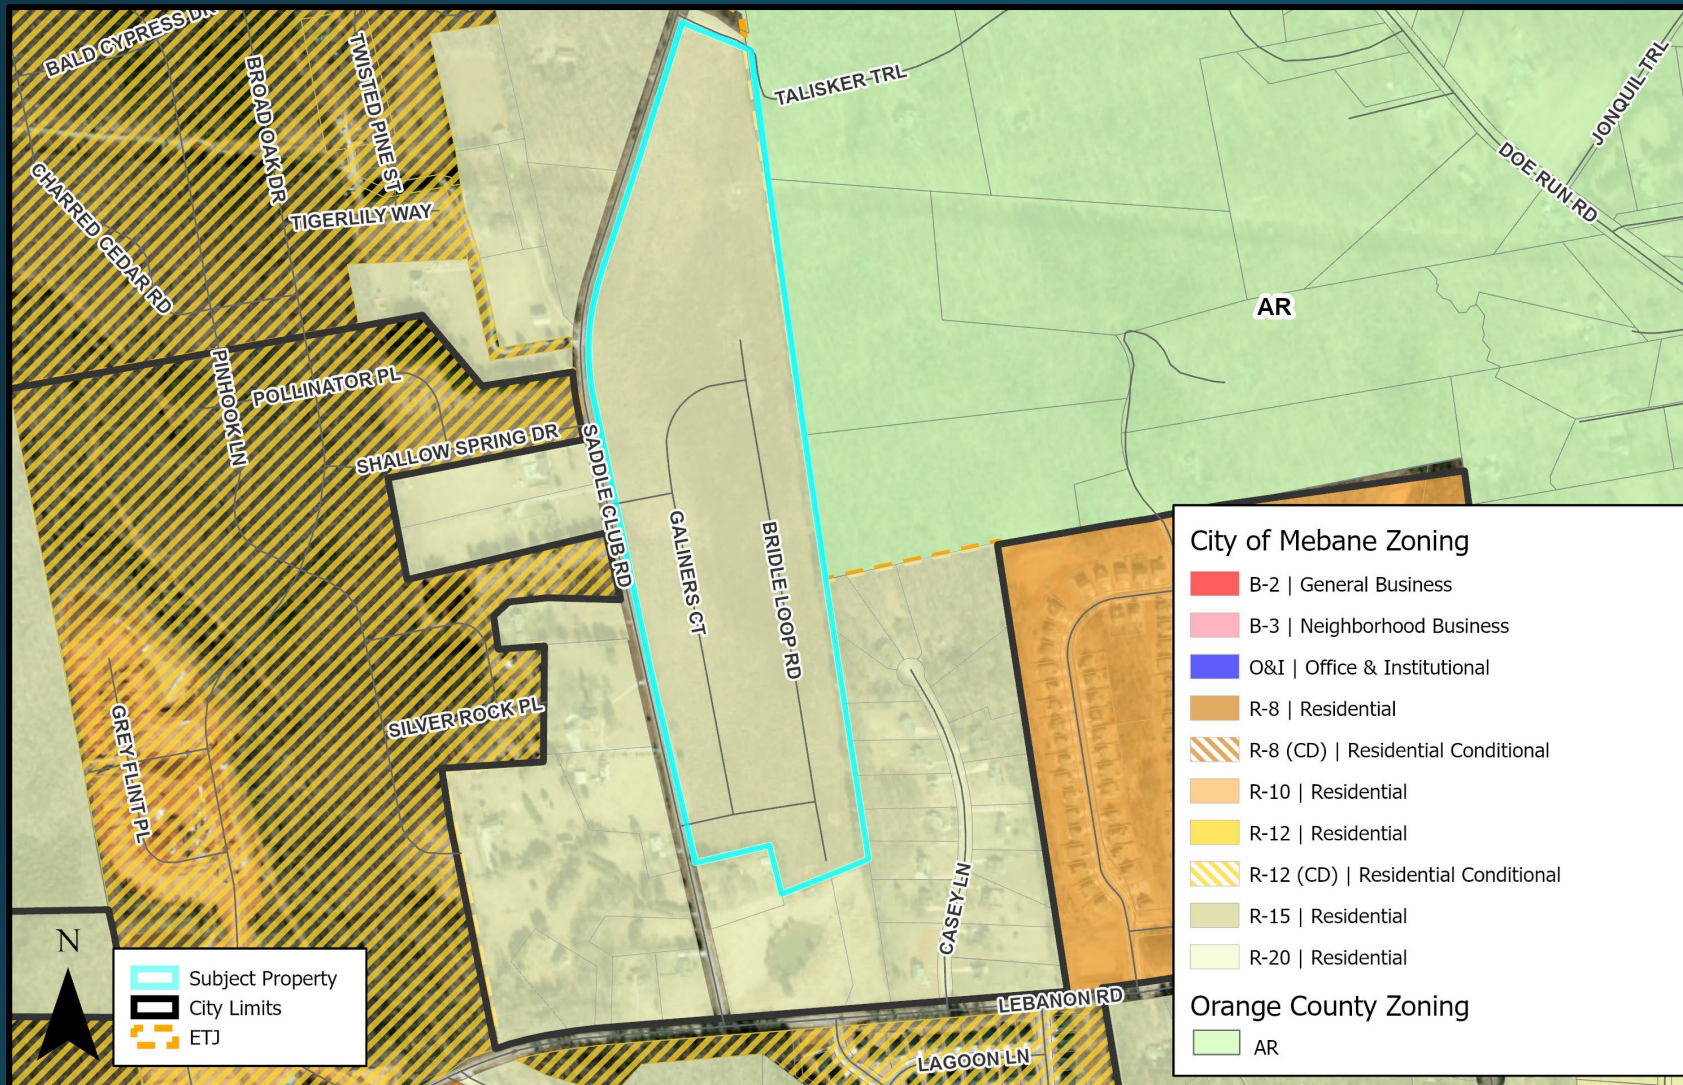 BALD CYPRESS DR
BROAD OAK DR
TWISTED PINE ST
TALISKER TRL
JONQUIL TRL
DOE RUN RD
CHARRED CEDAR RD
TIGERLILY WAY
AR
PINHOOK LN
POLLINATOR PL
SHALLOW SPRING DR
SADDLE CLUB RD
GALINERS CT
BRIDLE LOOP RD
SILVER ROCK PL
GREY FLINT PL
CASEY LN
LEBANON RD
LAGOON LN
N
Subject Property
City Limits
ETJ
City of Mebane Zoning
B-2 | General Business
B-3 | Neighborhood Business
O&I | Office & Institutional
R-8 | Residential
R-8 (CD) | Residential Conditional
R-10 | Residential
R-12 | Residential
R-12 (CD) | Residential Conditional
R-15 | Residential
R-20 | Residential
Orange County Zoning
AR